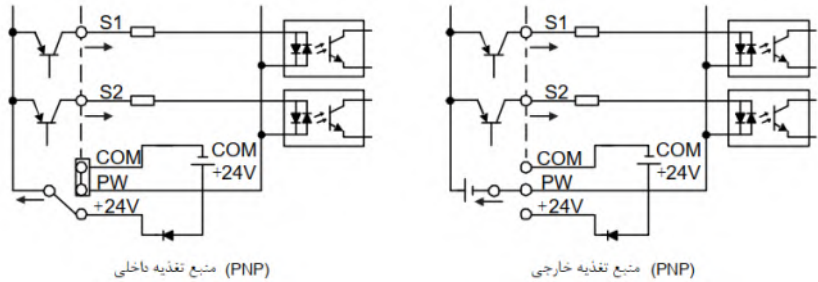 S1
S2
COM
COM
+24V
PW
+24V
منبع تغذیه داخلی (PNP)
S1
S2
COM
COM
+24V
PW
+24V
منبع تغذیه خارجی (PNP)